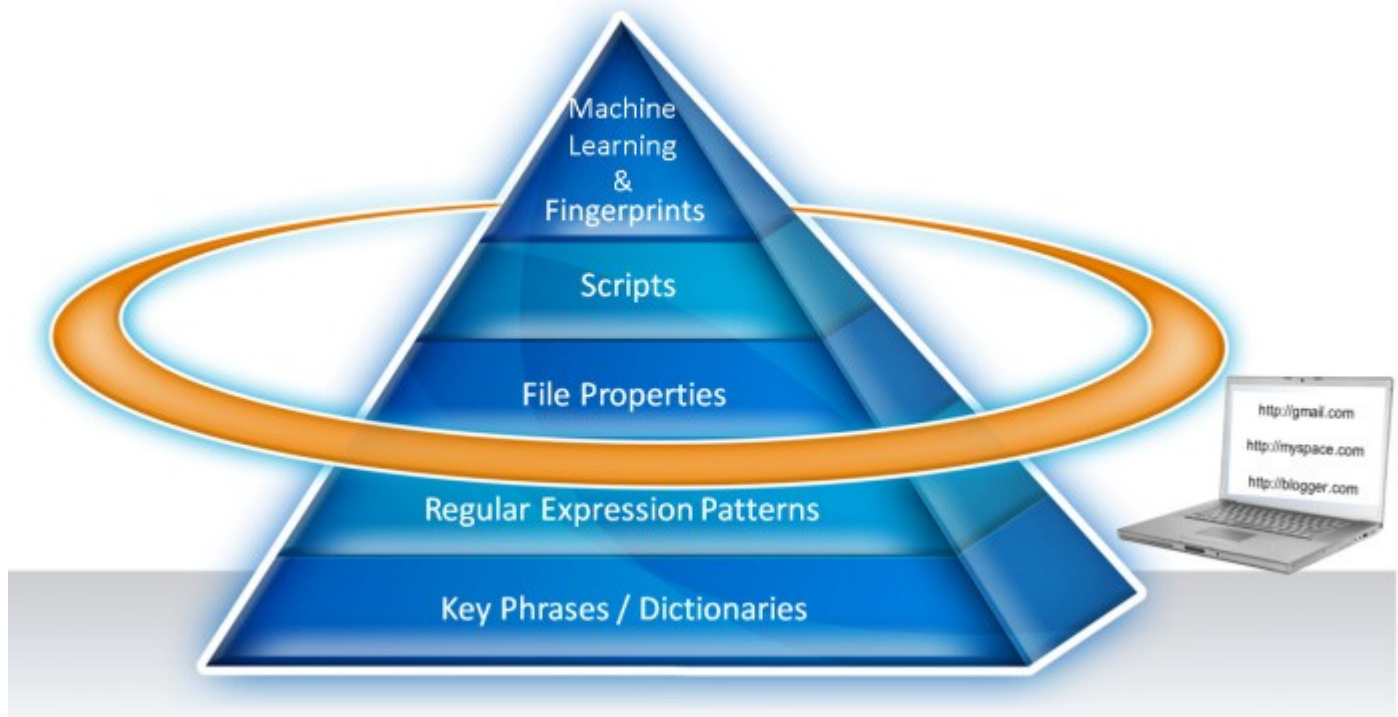 Machine
Learning
&
Fingerprints
Scripts
File Properties
Regular Expression Patterns
Key Phrases / Dictionaries
http://gmail.com
http://myspace.com
http://blogger.com